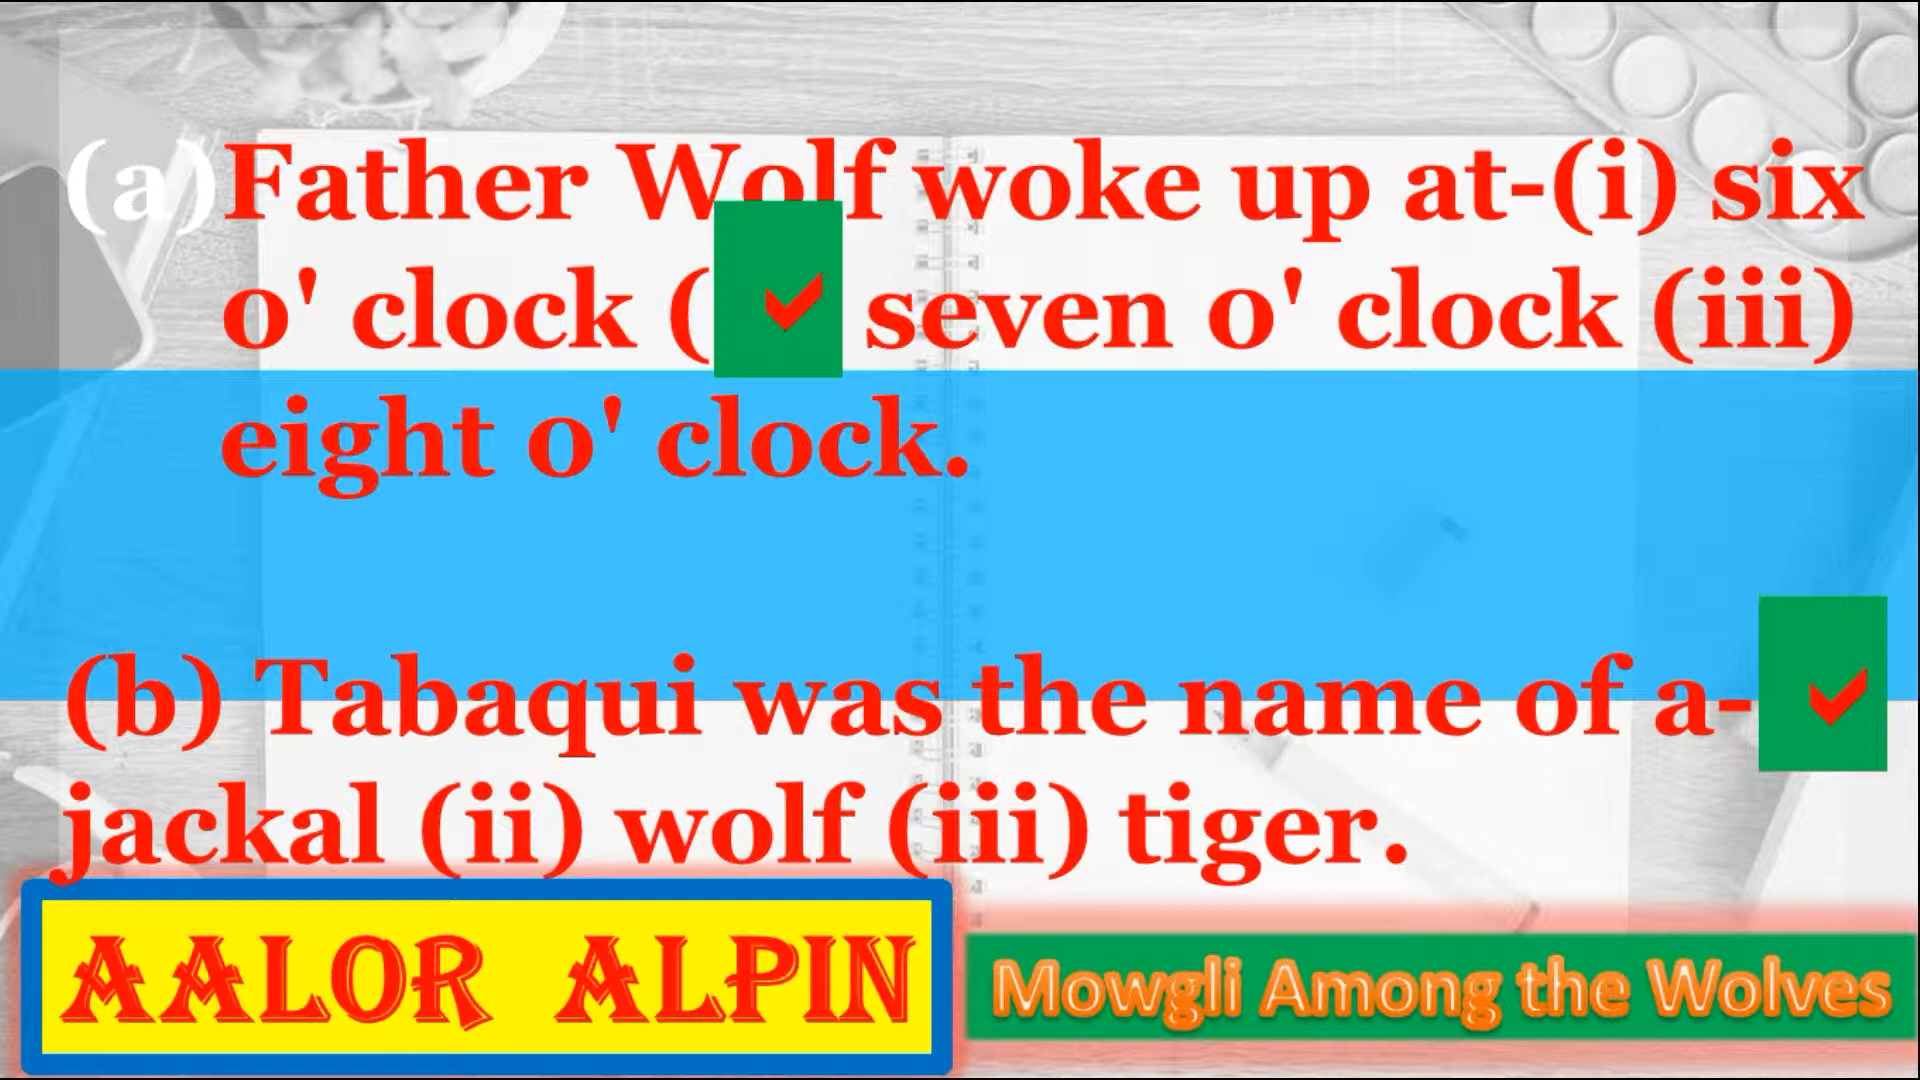 (a) Father Wolf woke up at-(i) six
o' clock ( ✓ seven o' clock (iii)
eight o' clock.
(b) Tabaqui was the name of a- ✓
jackal (ii) wolf (iii) tiger.
AALOR ALPIN
Mowgli Among the Wolves